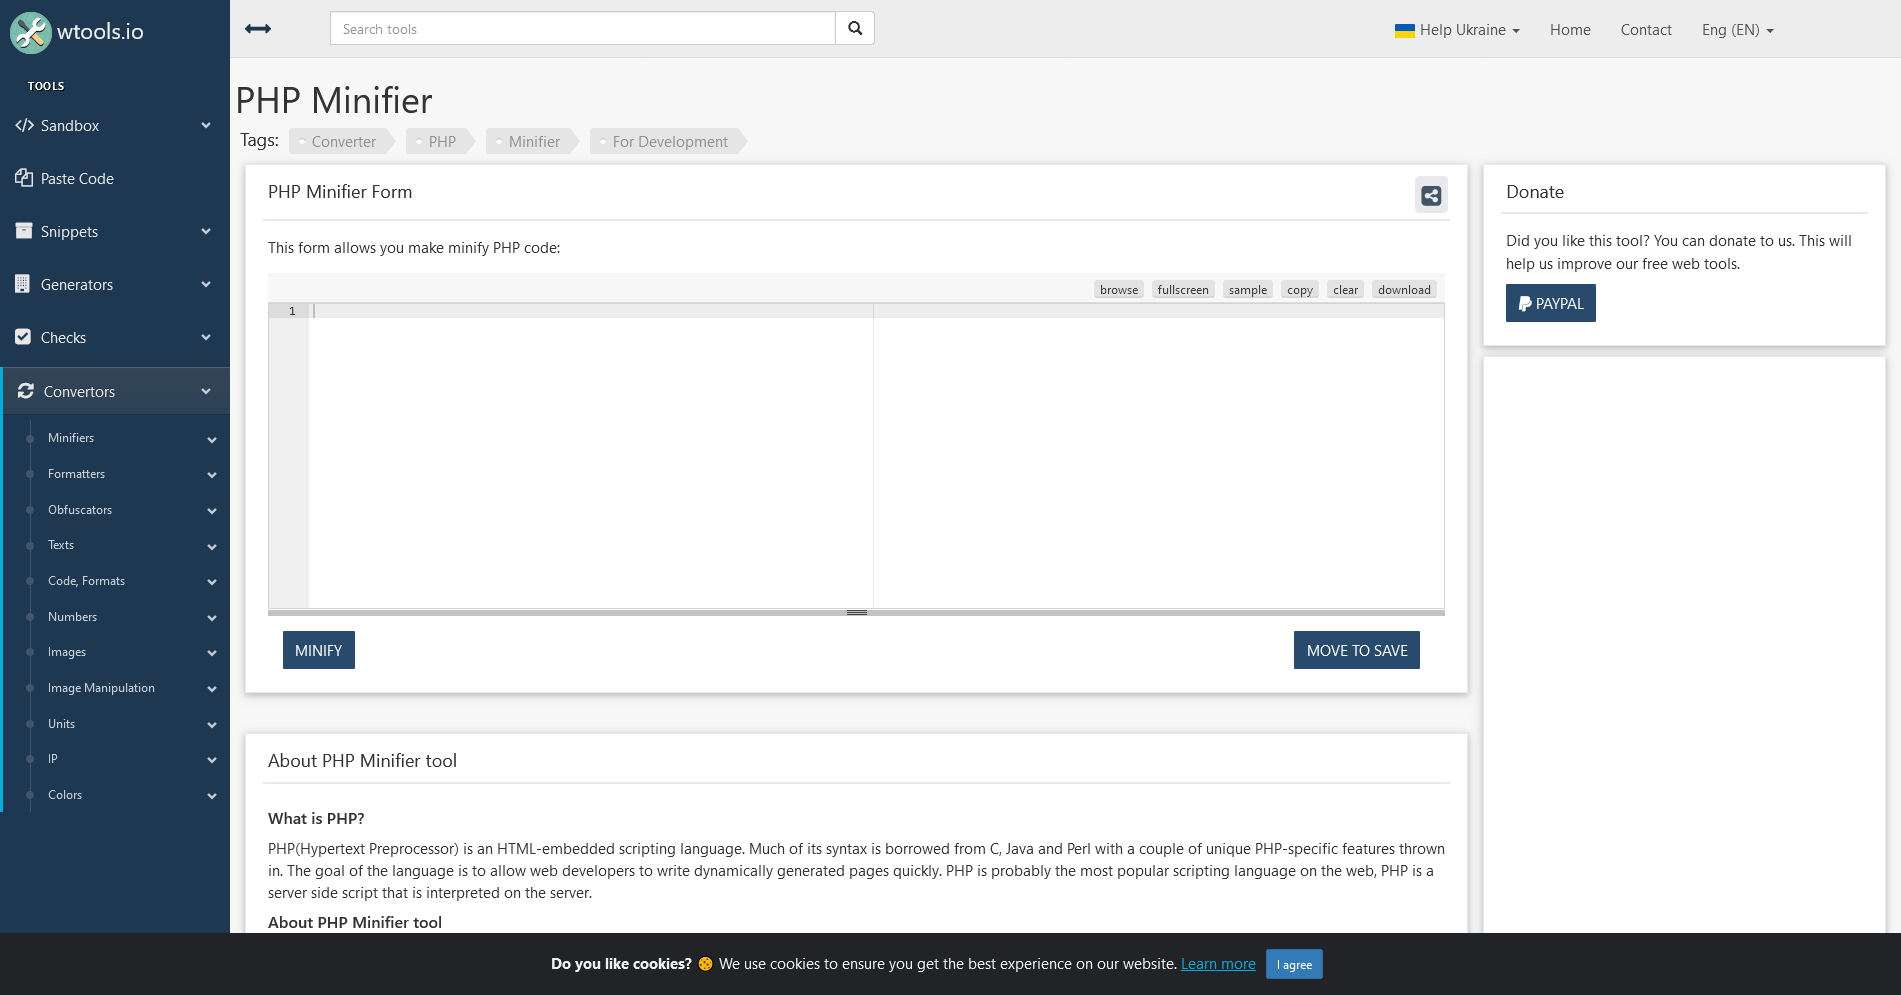 wtools.io
Search tools
Help Ukraine
Home
Contact
Eng (EN)
TOOLS
Sandbox
Paste Code
Snippets
Generators
Checks
Convertors
Minifiers
Formatters
Obfuscators
Texts
Code, Formats
Numbers
Images
Image Manipulation
Units
IP
Colors
PHP Minifier
Tags: Converter PHP Minifier For Development
PHP Minifier Form
This form allows you make minify PHP code:
browse fullscreen sample copy clear download
1
MINIFY
MOVE TO SAVE
Donate
Did you like this tool? You can donate to us. This will
help us improve our free web tools.
PAYPAL
About PHP Minifier tool
What is PHP?
PHP(Hypertext Preprocessor) is an HTML-embedded scripting language. Much of its syntax is borrowed from C, Java and Perl with a couple of unique PHP-specific features thrown
in. The goal of the language is to allow web developers to write dynamically generated pages quickly. PHP is probably the most popular scripting language on the web, PHP is a
server side script that is interpreted on the server.
About PHP Minifier tool
Do you like cookies? 🍪 We use cookies to ensure you get the best experience on our website. Learn more
I agree